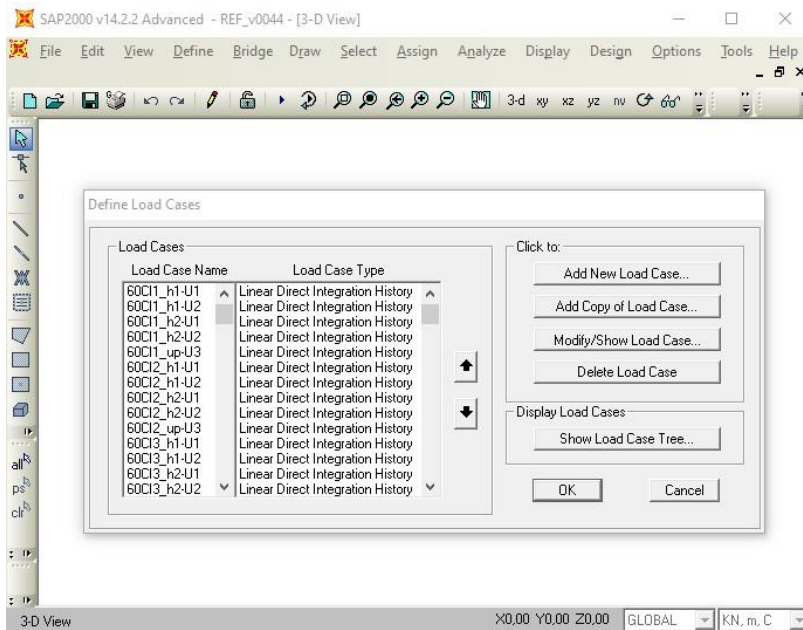 SAP2000 v14.2.2 Advanced - REF_v0044 - [3-D View]
File Edit View Define Bridge Draw Select Assign Analyze Display Design Options Tools Help
3-d xy xz yz nv
Define Load Cases
Load Cases
Click to:
Load Case Name Load Case Type
60CI1_h1-U1 Linear Direct Integration History
60CI1_h1-U2 Linear Direct Integration History
60CI1_h2-U1 Linear Direct Integration History
60CI1_h2-U2 Linear Direct Integration History
60CI1_up-U3 Linear Direct Integration History
60CI2_h1-U1 Linear Direct Integration History
60CI2_h1-U2 Linear Direct Integration History
60CI2_h2-U1 Linear Direct Integration History
60CI2_h2-U2 Linear Direct Integration History
60CI2_up-U3 Linear Direct Integration History
60CI3_h1-U1 Linear Direct Integration History
60CI3_h1-U2 Linear Direct Integration History
60CI3_h2-U1 Linear Direct Integration History
60CI3_h2-U2 Linear Direct Integration History
Add New Load Case...
Add Copy of Load Case...
Modify/Show Load Case...
Delete Load Case
Display Load Cases
Show Load Case Tree...
OK Cancel
all
ps
clr
3-D View X0,00 Y0,00 Z0,00 GLOBAL KN, m, C